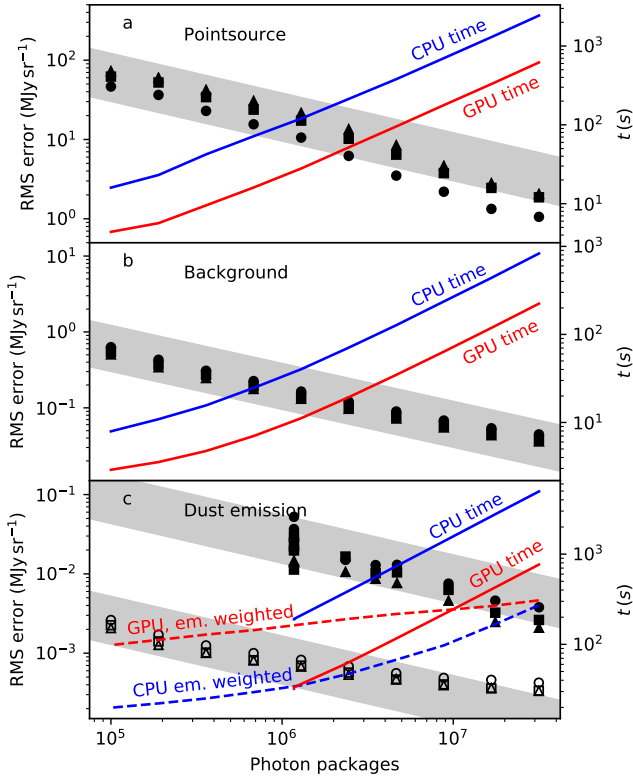 a
Pointsource
CPU time
GPU time
RMS error (MJy sr⁻¹)
10²
10¹
10⁰
t (s)
10³
10²
10¹
b
Background
CPU time
GPU time
RMS error (MJy sr⁻¹)
10¹
10⁰
10⁻¹
t (s)
10³
10²
10¹
c
Dust emission
CPU time
GPU time
GPU, em. weighted
CPU em. weighted
RMS error (MJy sr⁻¹)
10⁻¹
10⁻²
10⁻³
t (s)
10³
10²
10⁵
10⁶
10⁷
Photon packages